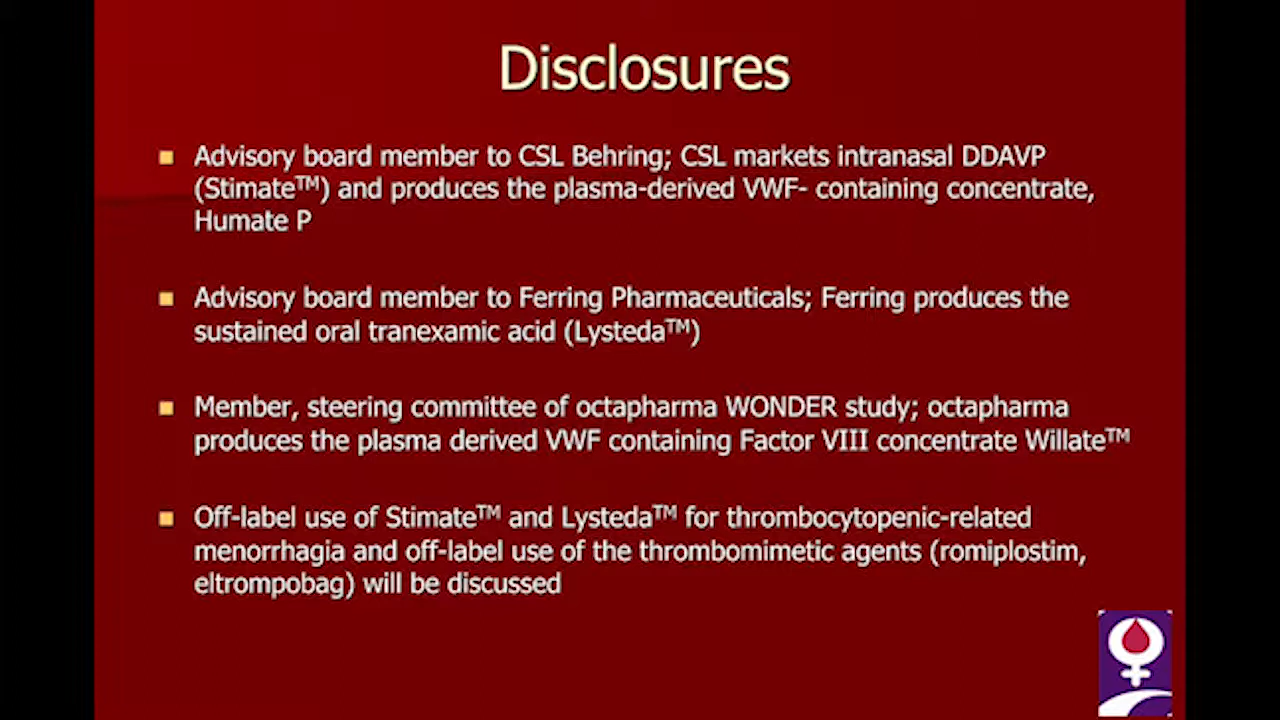 Disclosures
Advisory board member to CSL Behring; CSL markets intranasal DDAVP
(Stimate™) and produces the plasma-derived VWF- containing concentrate,
Humate P
Advisory board member to Ferring Pharmaceuticals; Ferring produces the
sustained oral tranexamic acid (Lysteda™)
Member, steering committee of octapharma WONDER study; octapharma
produces the plasma derived VWF containing Factor VIII concentrate Willate™
Off-label use of Stimate™ and Lysteda™ for thrombocytopenic-related
menorrhagia and off-label use of the thrombomimetic agents (romiplostim,
eltrompobag) will be discussed